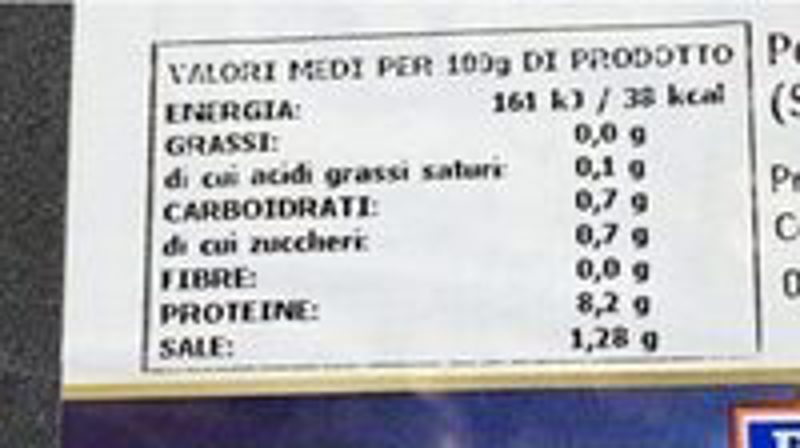 VALORI MEDI PER 100g DI PRODOTTO
ENERGIA: 161 kJ / 38 kcal
GRASSI: 0,0 g
di cui acidi grassi saturi: 0,1 g
CARBOIDRATI: 0,7 g
di cui zuccheri: 0,7 g
FIBRE: 0,0 g
PROTEINE: 8,2 g
SALE: 1,28 g